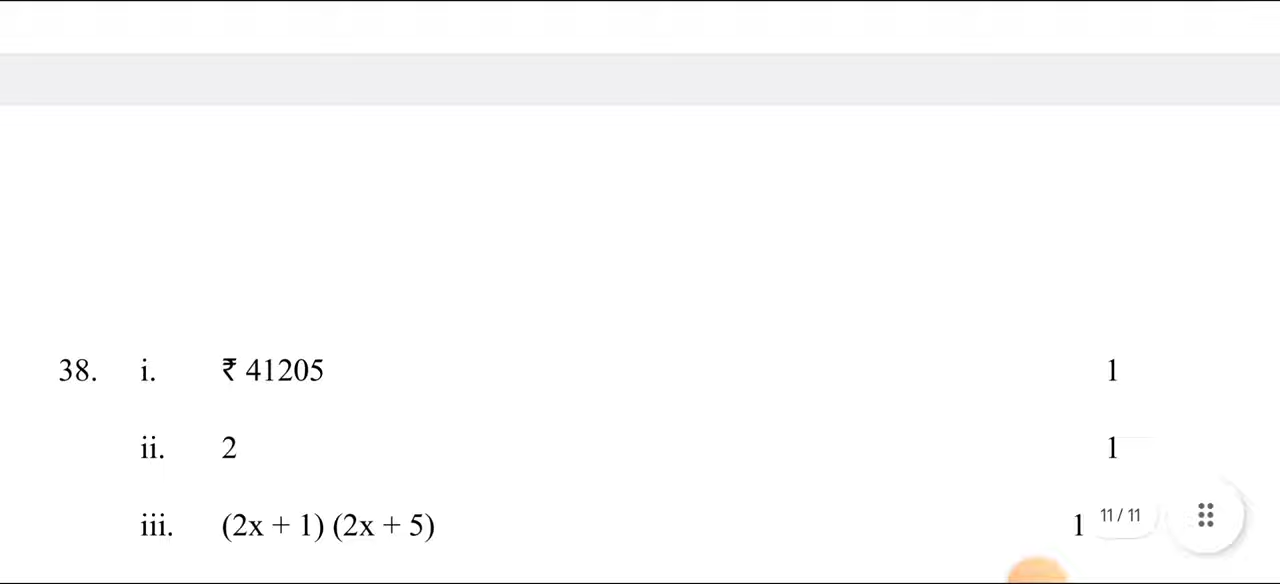 38. i. ₹ 41205 1
ii. 2 1
iii. (2x + 1) (2x + 5) 1
11 / 11